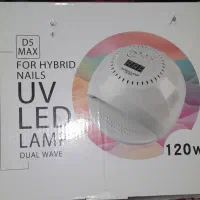 D5
MAX
FOR HYBRID
NAILS
UV
LED
LAMP
DUAL WAVE
120W